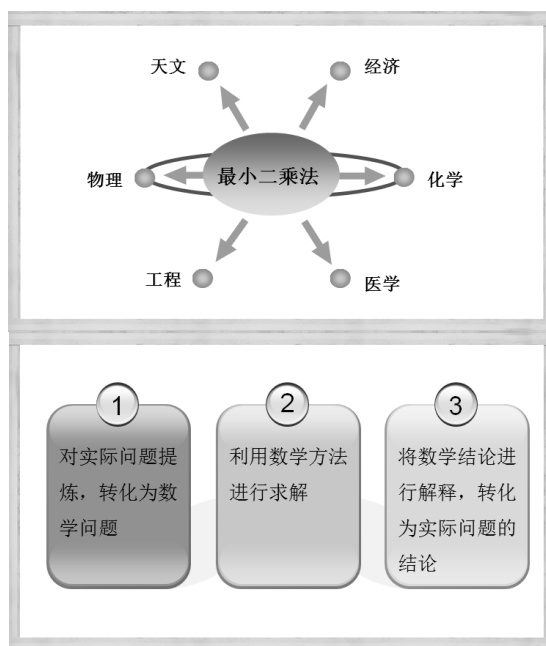 天文
经济
物理
最小二乘法
化学
工程
医学
1
对实际问题提
炼，转化为数
学问题
2
利用数学方法
进行求解
3
将数学结论进
行解释，转化
为实际问题的
结论